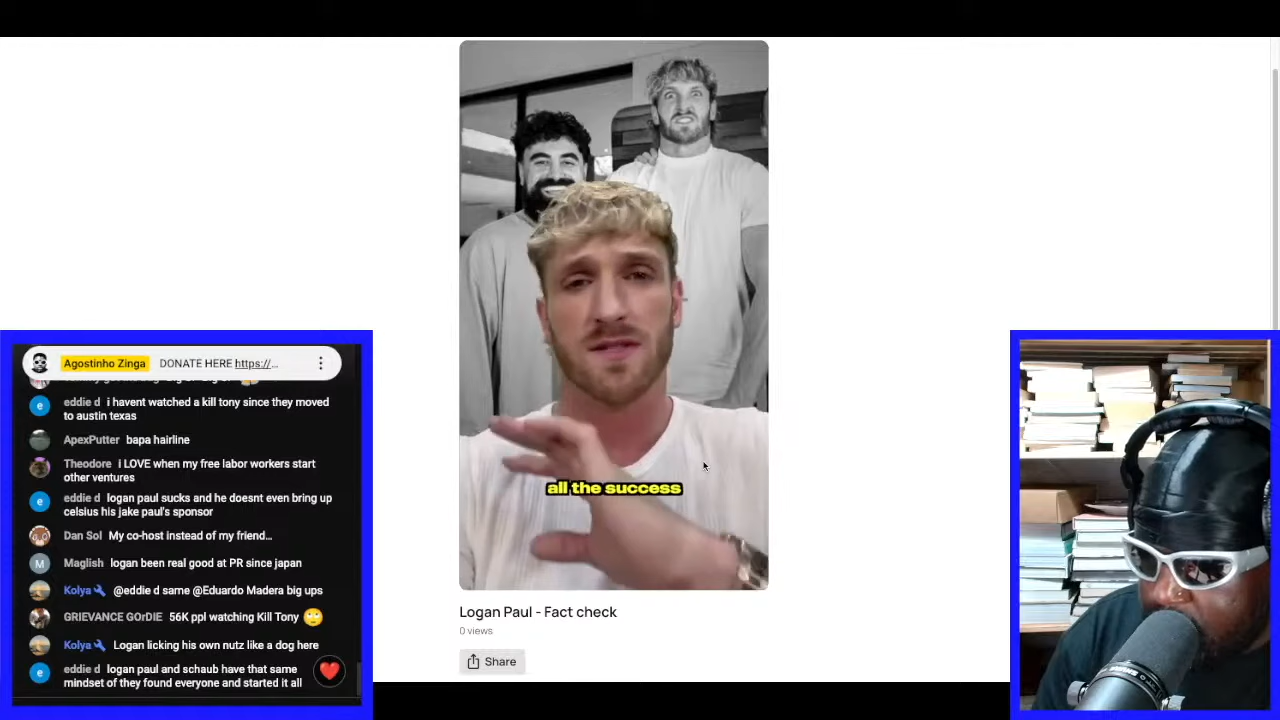 all the success
Logan Paul - Fact check
0 views
Share
Agostinho Zinga DONATE HERE https://...
eddie d i havent watched a kill tony since they moved
to austin texas
ApexPutter bapa hairline
Theodore i LOVE when my free labor workers start
other ventures
eddie d logan paul sucks and he doesnt even bring up
celsius his jake paul's sponsor
Dan Sol My co-host instead of my friend...
Maglish logan been real good at PR since japan
Kolya @eddie d same @Eduardo Madera big ups
GRIEVANCE GOrDIE 56K ppl watching Kill Tony
Kolya Logan licking his own nutz like a dog here
eddie d logan paul and schaub have that same
mindset of they found everyone and started it all